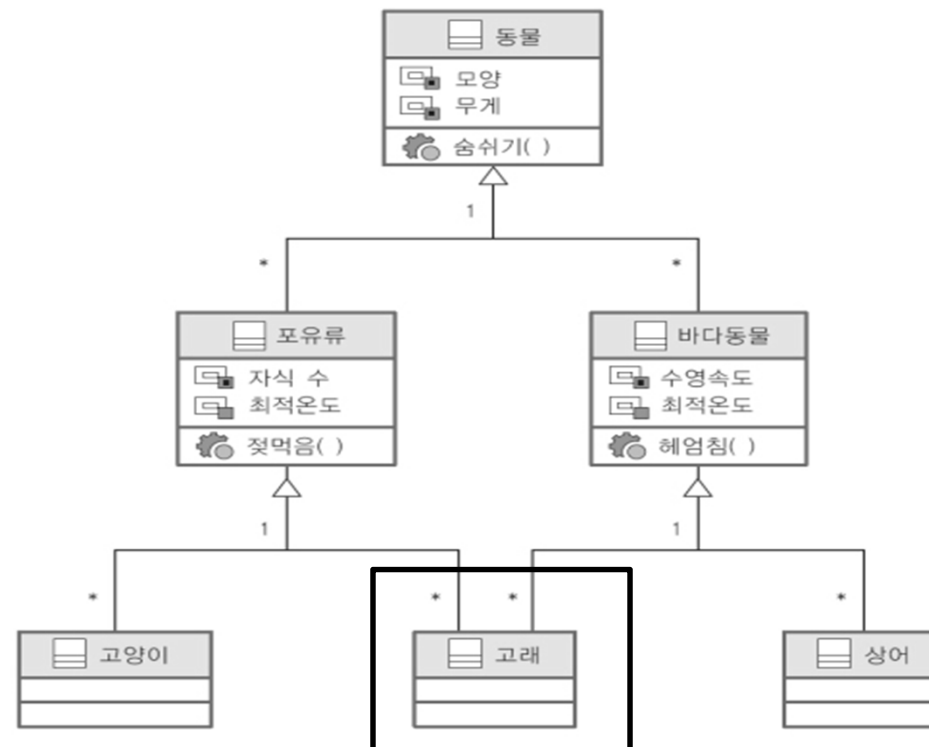 동물
모양
무게
숨쉬기( )
1
* *
포유류 바다동물
자식 수 수영속도
최적온도 최적온도
젖먹음( ) 헤엄침( )
1 1
* * * *
고양이 고래 상어